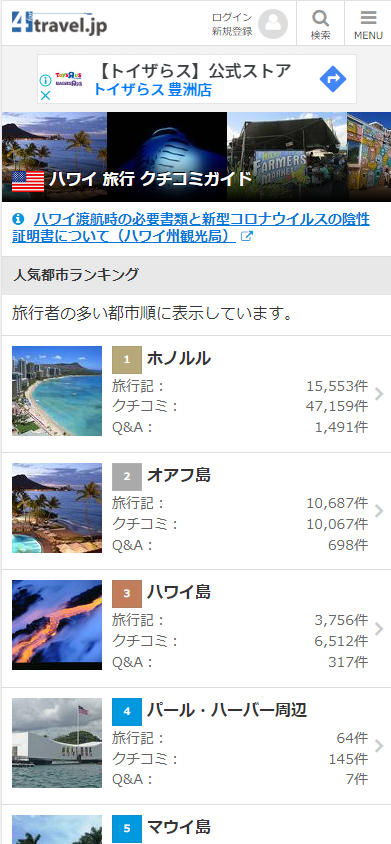 4travel.jp
ログイン
新規登録
検索
MENU
【トイザらス】公式ストア
トイザらス 豊洲店
FARMERS
MARKET
ハワイ 旅行 クチコミガイド
ハワイ渡航時の必要書類と新型コロナウイルスの陰性
証明書について（ハワイ州観光局）
人気都市ランキング
旅行者の多い都市順に表示しています。
1 ホノルル
旅行記： 15,553件
クチコミ： 47,159件
Q&A： 1,491件
2 オアフ島
旅行記： 10,687件
クチコミ： 10,067件
Q&A： 698件
3 ハワイ島
旅行記： 3,756件
クチコミ： 6,512件
Q&A： 317件
4 パール・ハーバー周辺
旅行記： 64件
クチコミ： 145件
Q&A： 7件
5 マウイ島